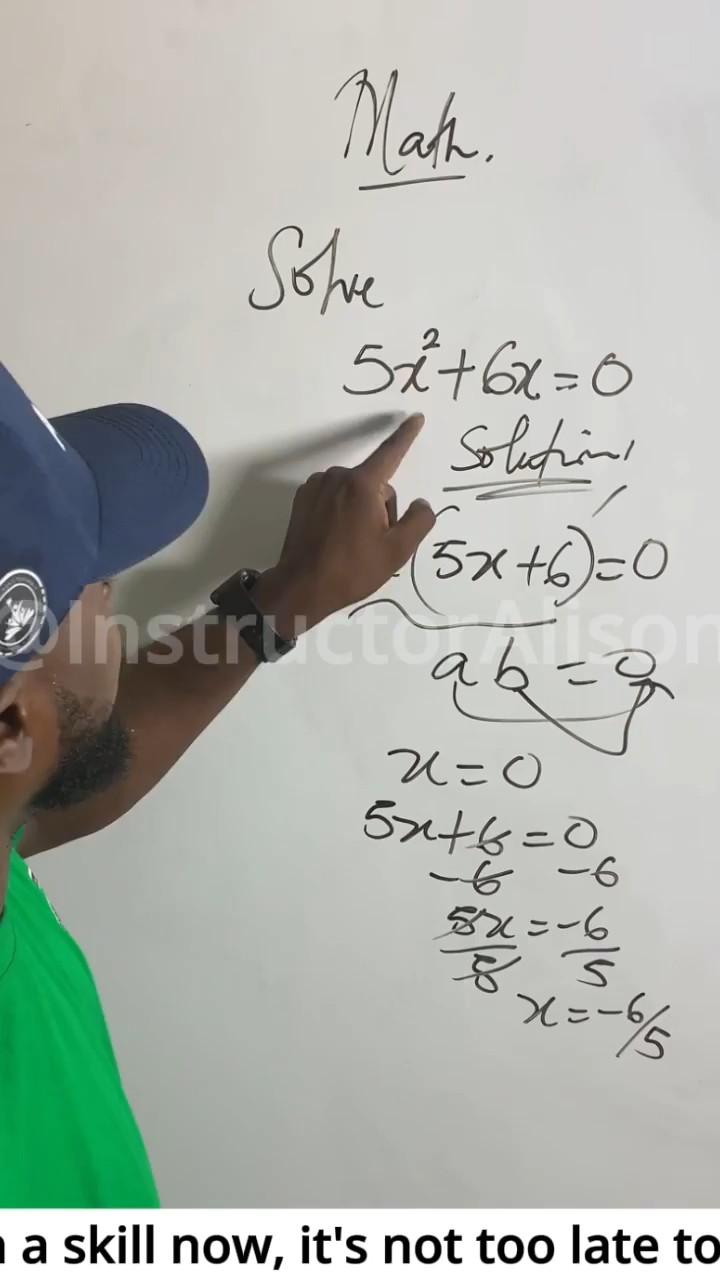 Math.
Solve
5x²+6x=0
Solution
(5x+6)=0
@InstructorAlison
ab=0
x=0
5x+6=0
-6 -6
5x=-6
5 5
x=-6/5
a skill now, it's not too late to